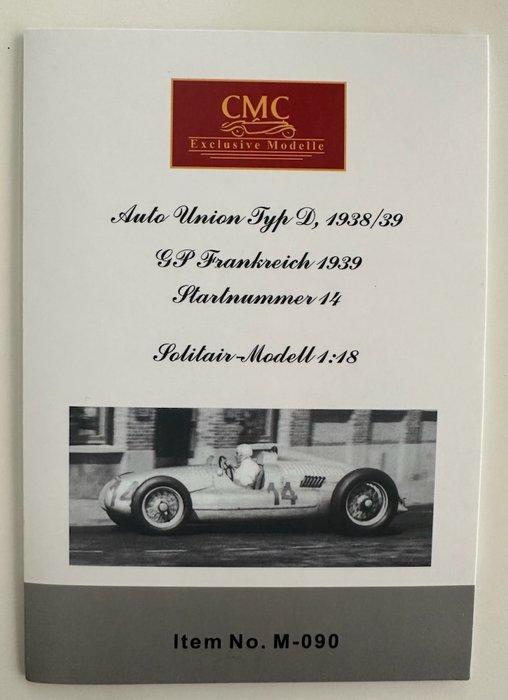 CMC
Exclusive Modelle
Auto Union Typ D, 1938/39
GP Frankreich 1939
Startnummer 14
Solitair-Modell 1:18
14
Item No. M-090